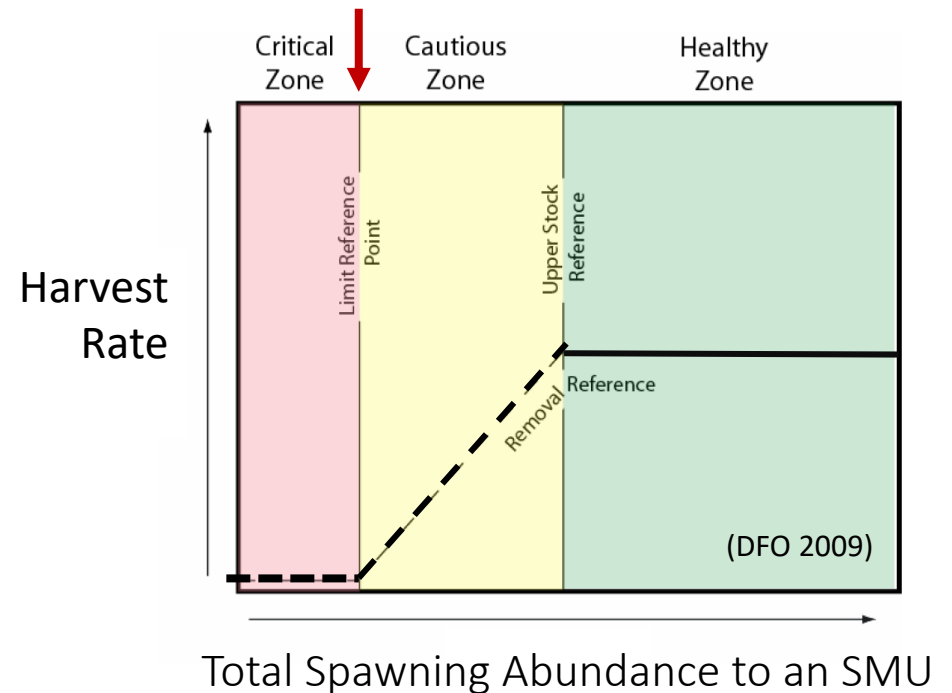 Critical
Zone
Cautious
Zone
Healthy
Zone
Harvest
Rate
Limit Reference
Point
Upper Stock
Reference
Removal Reference
(DFO 2009)
Total Spawning Abundance to an SMU